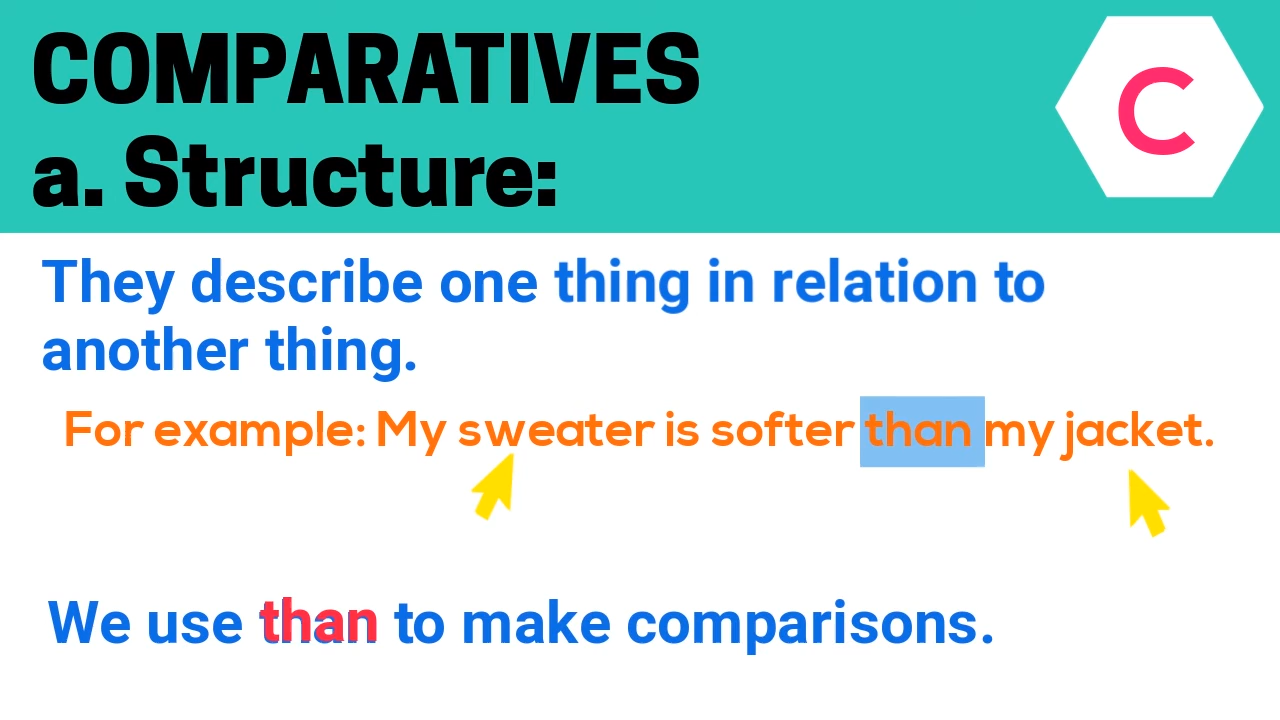 COMPARATIVES
C
a. Structure:
They describe one thing in relation to
another thing.
For example: My sweater is softer than my jacket.
We use than to make comparisons.